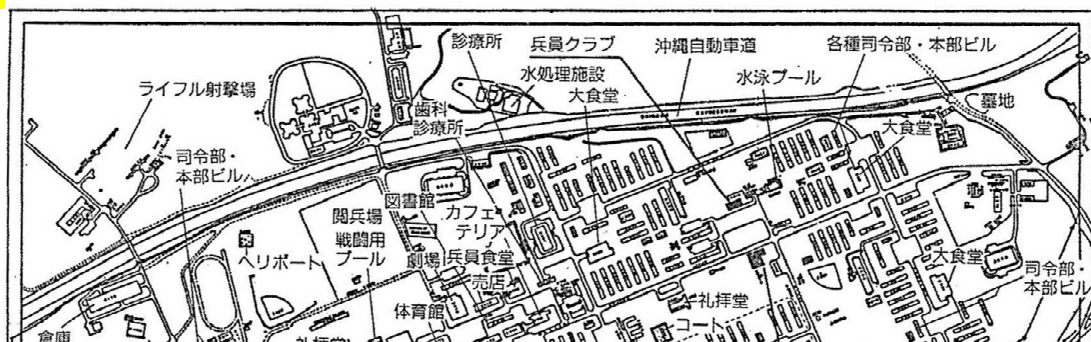 診療所
兵員クラブ
沖縄自動車道
各種司令部・本部ビル
水処理施設
大食堂
水泳プール
ライフル射撃場
歯科
診療所
墓地
大食堂
司令部・
本部ビル
図書館
閲兵場
戦闘用
プール
カフェ
テリア
ヘリポート
劇場
兵員食堂
売店
大食堂
司令部・
本部ビル
体育館
礼拝堂
コート
倉庫
礼拝堂